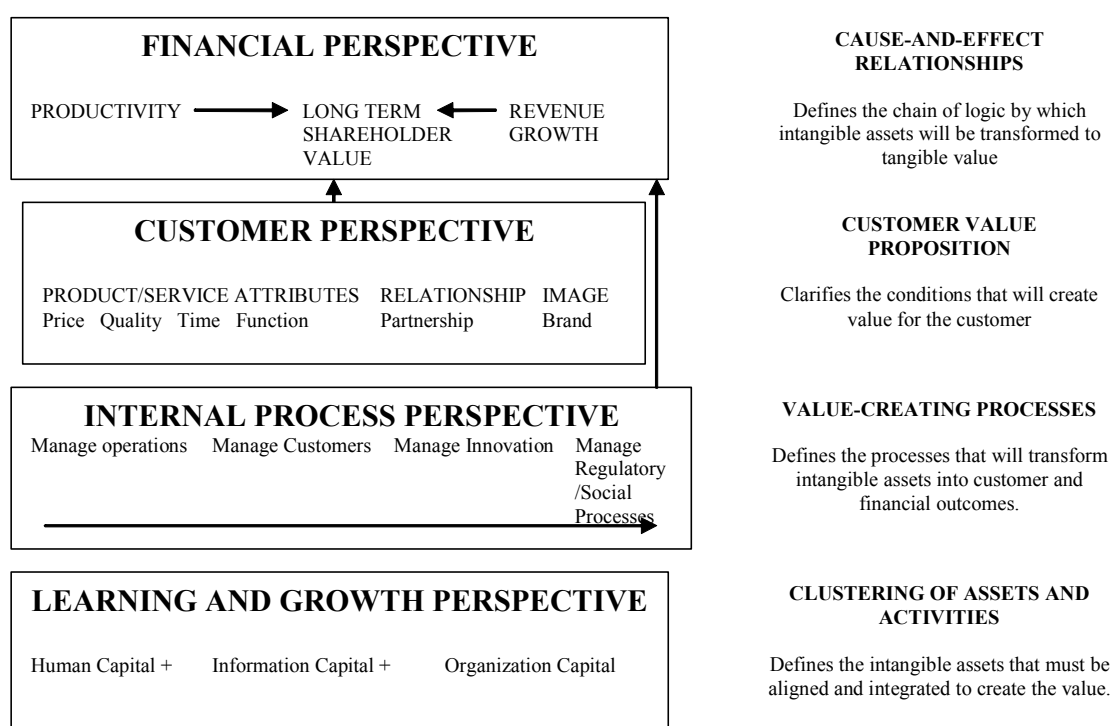 FINANCIAL PERSPECTIVE
PRODUCTIVITY LONG TERM REVENUE
SHAREHOLDER GROWTH
VALUE
CAUSE-AND-EFFECT
RELATIONSHIPS
Defines the chain of logic by which
intangible assets will be transformed to
tangible value
CUSTOMER PERSPECTIVE
PRODUCT/SERVICE ATTRIBUTES RELATIONSHIP IMAGE
Price Quality Time Function Partnership Brand
CUSTOMER VALUE
PROPOSITION
Clarifies the conditions that will create
value for the customer
INTERNAL PROCESS PERSPECTIVE
Manage operations Manage Customers Manage Innovation Manage
Regulatory
/Social
Processes
VALUE-CREATING PROCESSES
Defines the processes that will transform
intangible assets into customer and
financial outcomes.
LEARNING AND GROWTH PERSPECTIVE
Human Capital + Information Capital + Organization Capital
CLUSTERING OF ASSETS AND
ACTIVITIES
Defines the intangible assets that must be
aligned and integrated to create the value.